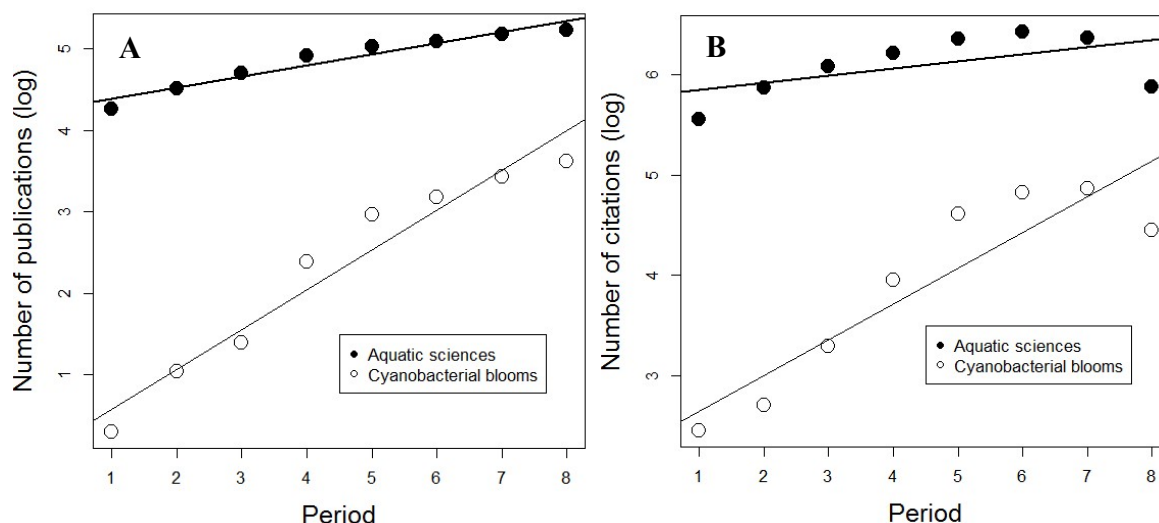 A
Number of publications (log)
5
4
3
2
1
Aquatic sciences
Cyanobacterial blooms
1 2 3 4 5 6 7 8
Period
B
Number of citations (log)
6
5
4
3
Aquatic sciences
Cyanobacterial blooms
1 2 3 4 5 6 7 8
Period